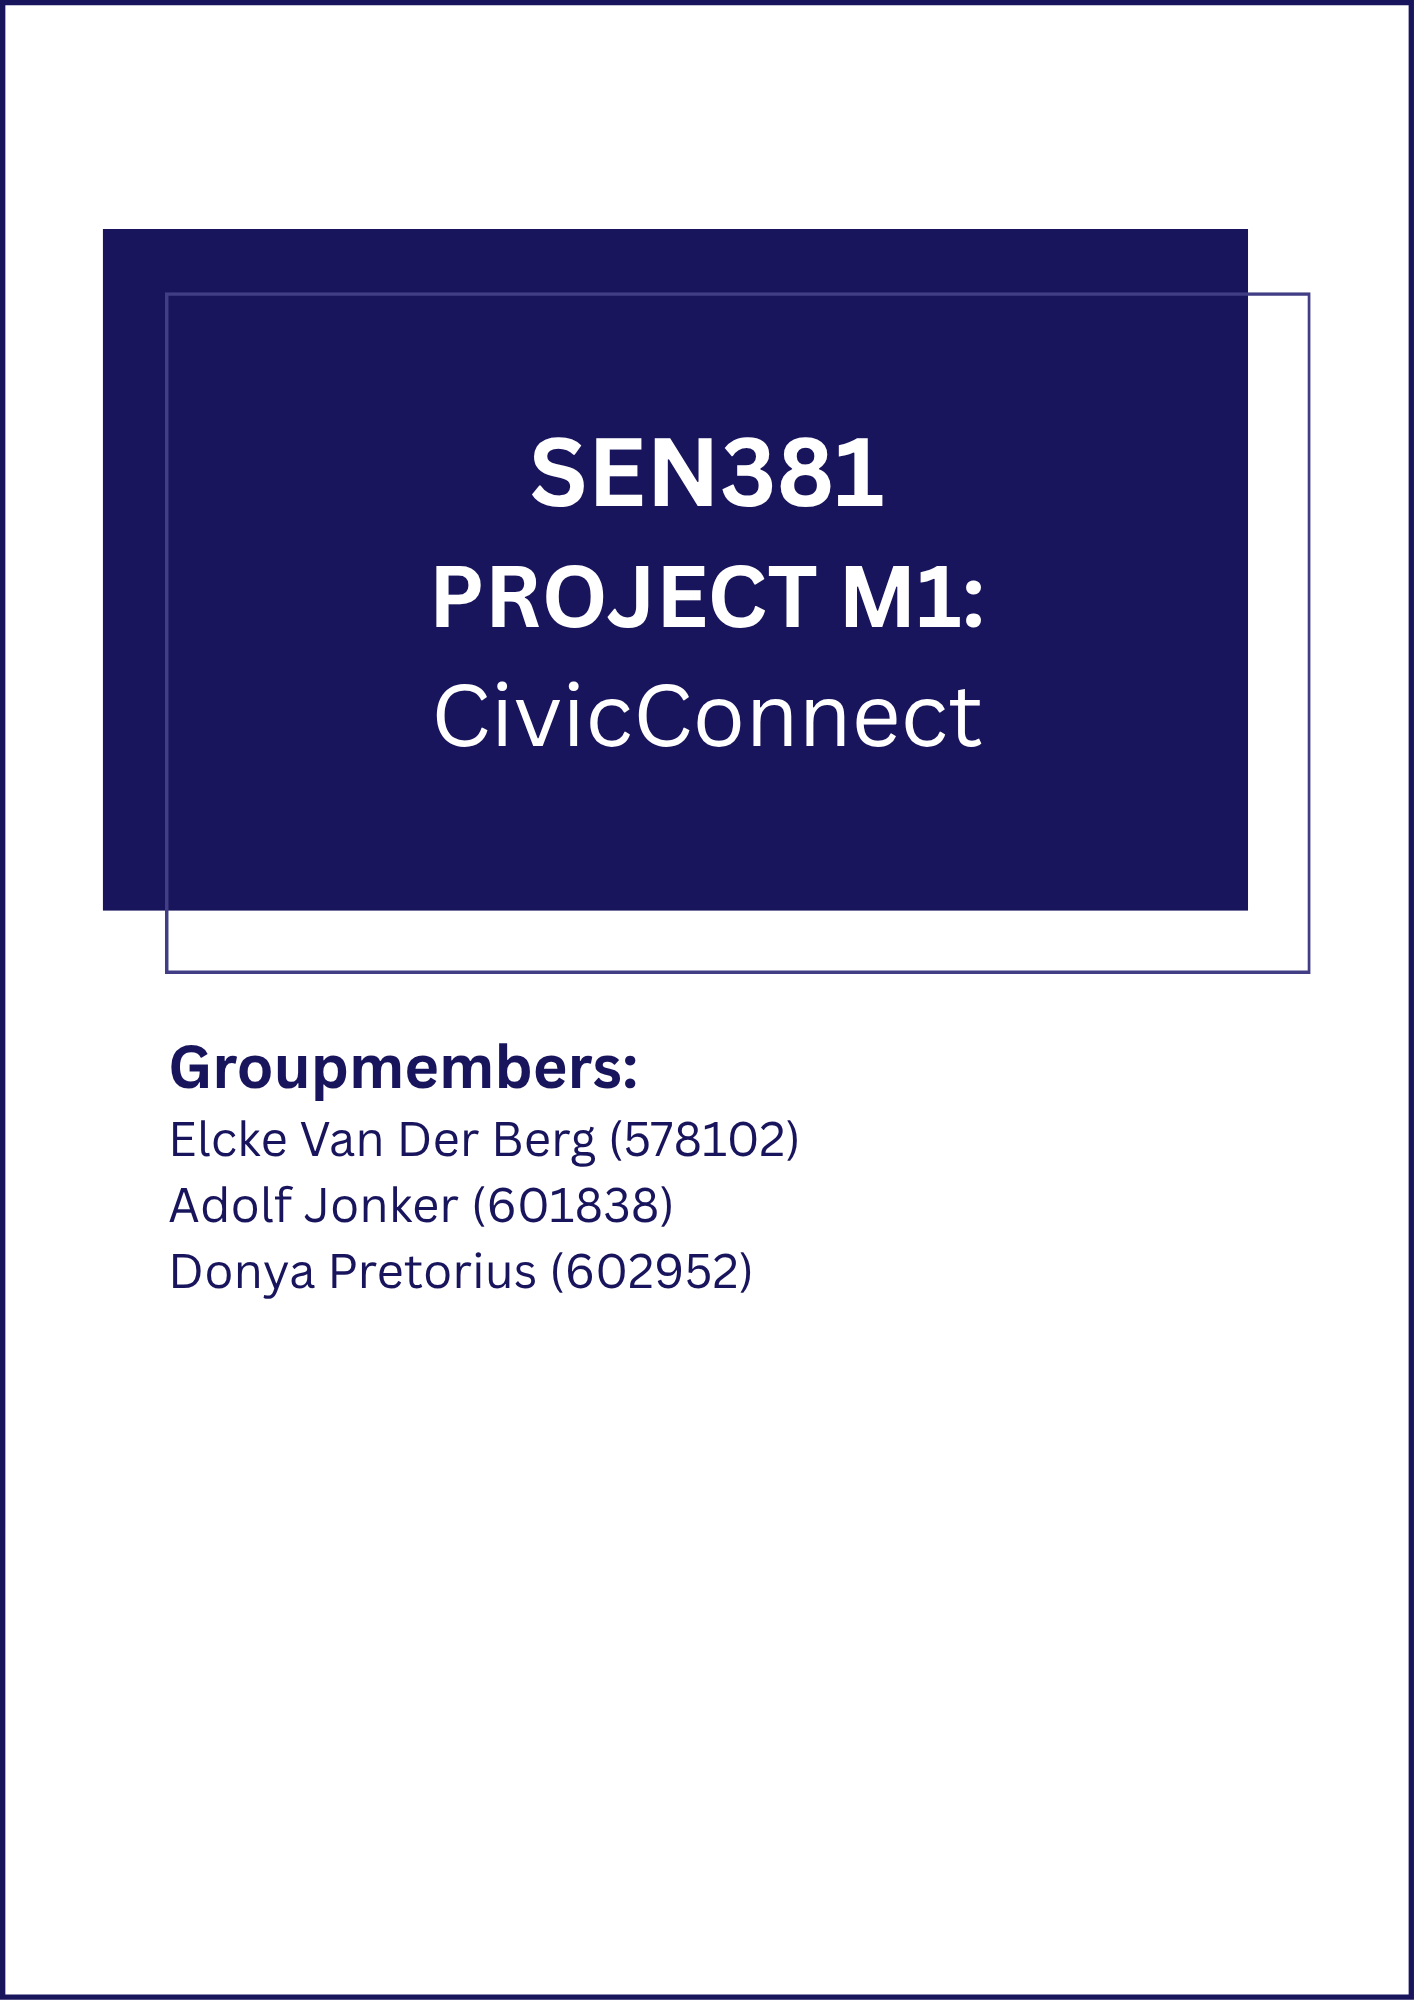 SEN381
PROJECT M1:
CivicConnect
Groupmembers:
Elcke Van Der Berg (578102)
Adolf Jonker (601838)
Donya Pretorius (602952)